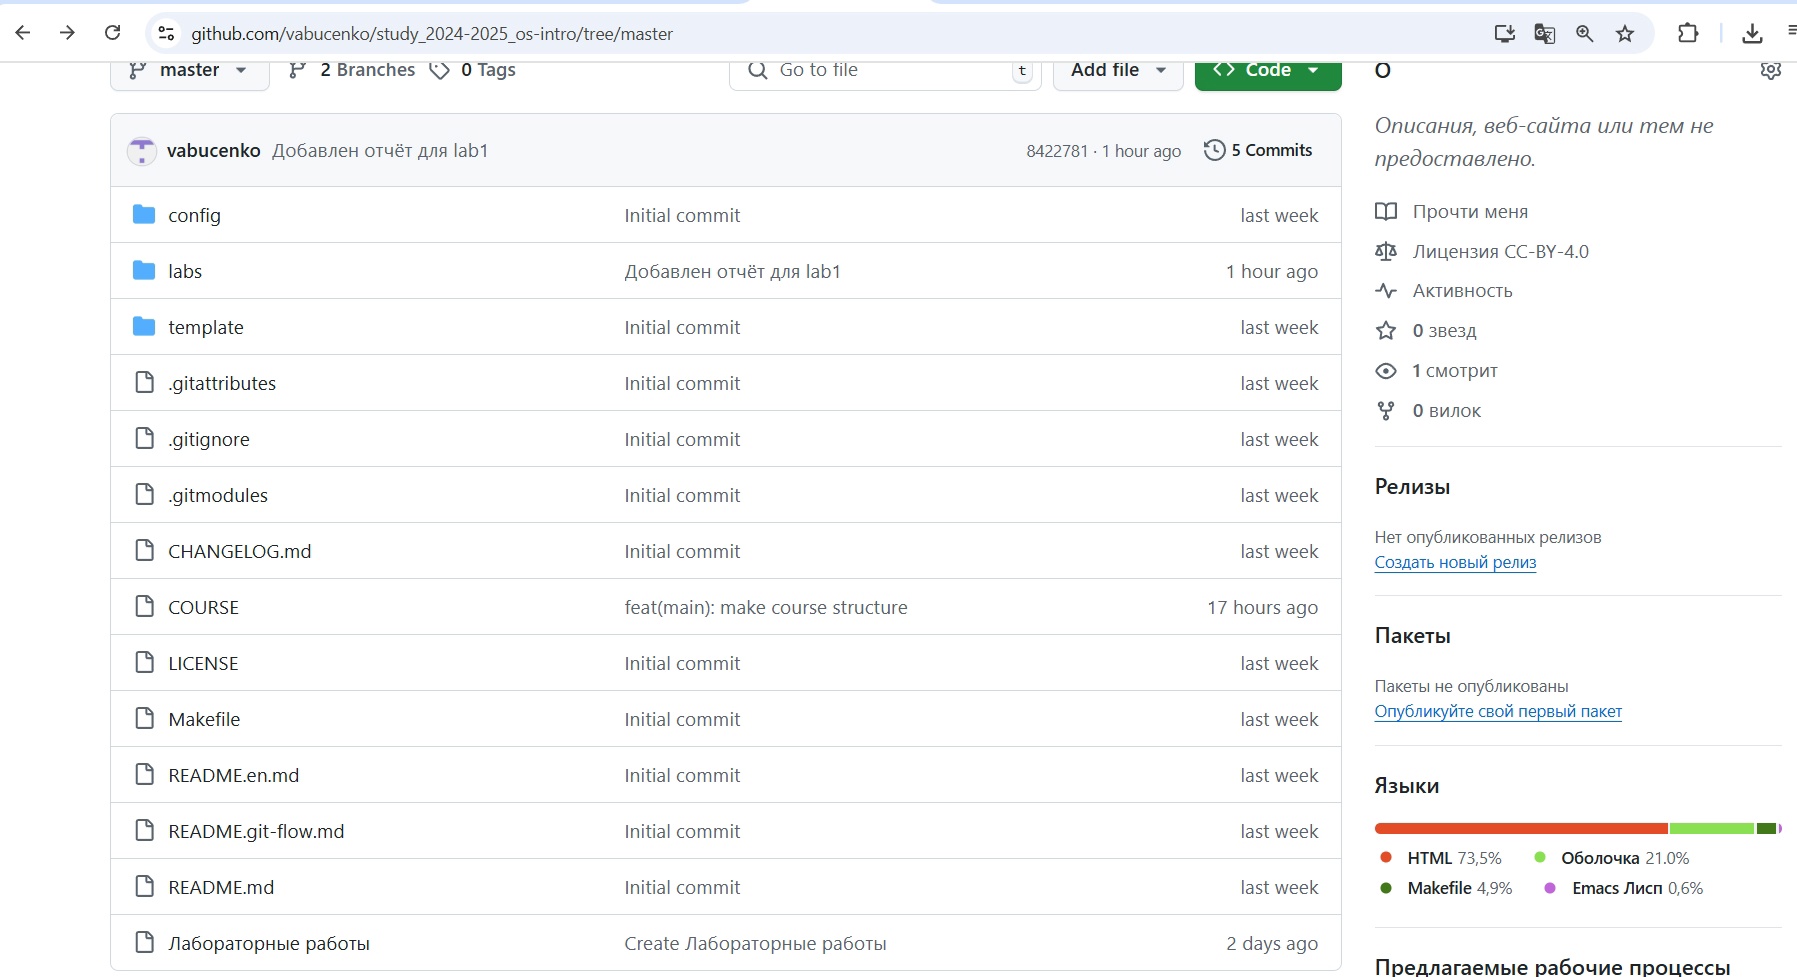 github.com/vabucenko/study_2024-2025_os-intro/tree/master
master 2 Branches 0 Tags Go to file t Add file Code
vabucenko Добавлен отчёт для lab1 8422781 · 1 hour ago 5 Commits
config Initial commit last week
labs Добавлен отчёт для lab1 1 hour ago
template Initial commit last week
.gitattributes Initial commit last week
.gitignore Initial commit last week
.gitmodules Initial commit last week
CHANGELOG.md Initial commit last week
COURSE feat(main): make course structure 17 hours ago
LICENSE Initial commit last week
Makefile Initial commit last week
README.en.md Initial commit last week
README.git-flow.md Initial commit last week
README.md Initial commit last week
Лабораторные работы Create Лабораторные работы 2 days ago
О
Описания, веб-сайта или тем не
предоставлено.
Прочти меня
Лицензия CC-BY-4.0
Активность
0 звезд
1 смотрит
0 вилок
Релизы
Нет опубликованных релизов
Создать новый релиз
Пакеты
Пакеты не опубликованы
Опубликуйте свой первый пакет
Языки
HTML 73,5% Оболочка 21.0%
Makefile 4,9% Emacs Лисп 0,6%
Предлагаемые рабочие процессы